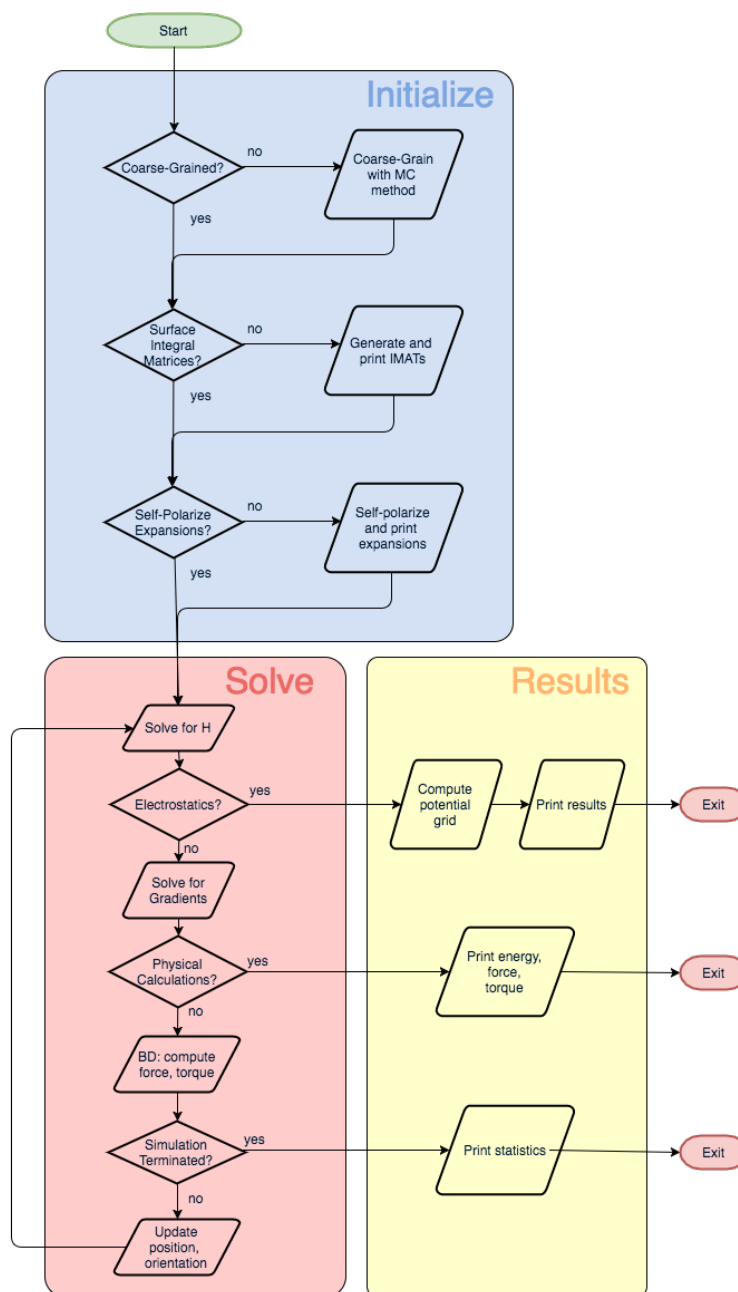 Start
Initialize
Coarse-Grained?
no
Coarse-Grain
with MC
method
yes
Surface
Integral
Matrices?
no
Generate and
print IMATs
yes
Self-Polarize
Expansions?
no
Self-polarize
and print
expansions
yes
Solve
Results
Solve for H
Electrostatics?
yes
Compute
potential
grid
Print results
Exit
no
Solve for
Gradients
Physical
Calculations?
yes
Print energy,
force,
torque
Exit
no
BD: compute
force, torque
Simulation
Terminated?
yes
Print statistics
Exit
no
Update
position,
orientation